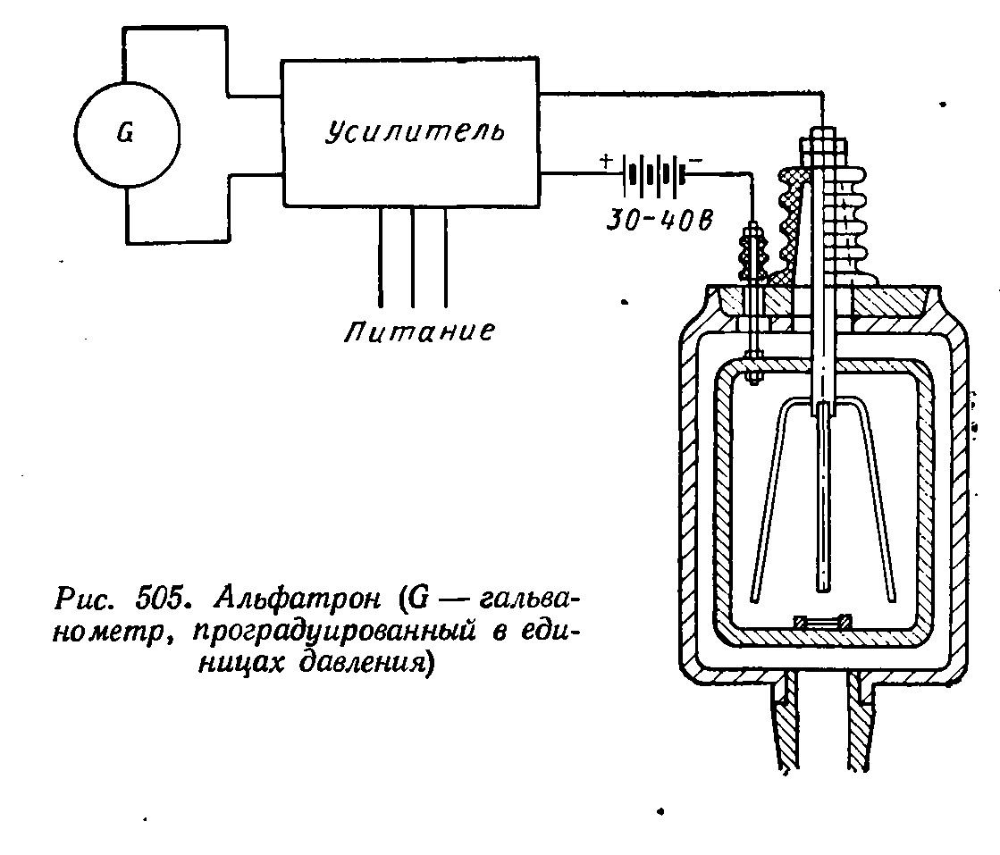 G
Усилитель
+ -
30-40В
Питание
Рис. 505. Альфатрон (G — гальва-
нометр, проградуированный в еди-
ницах давления)